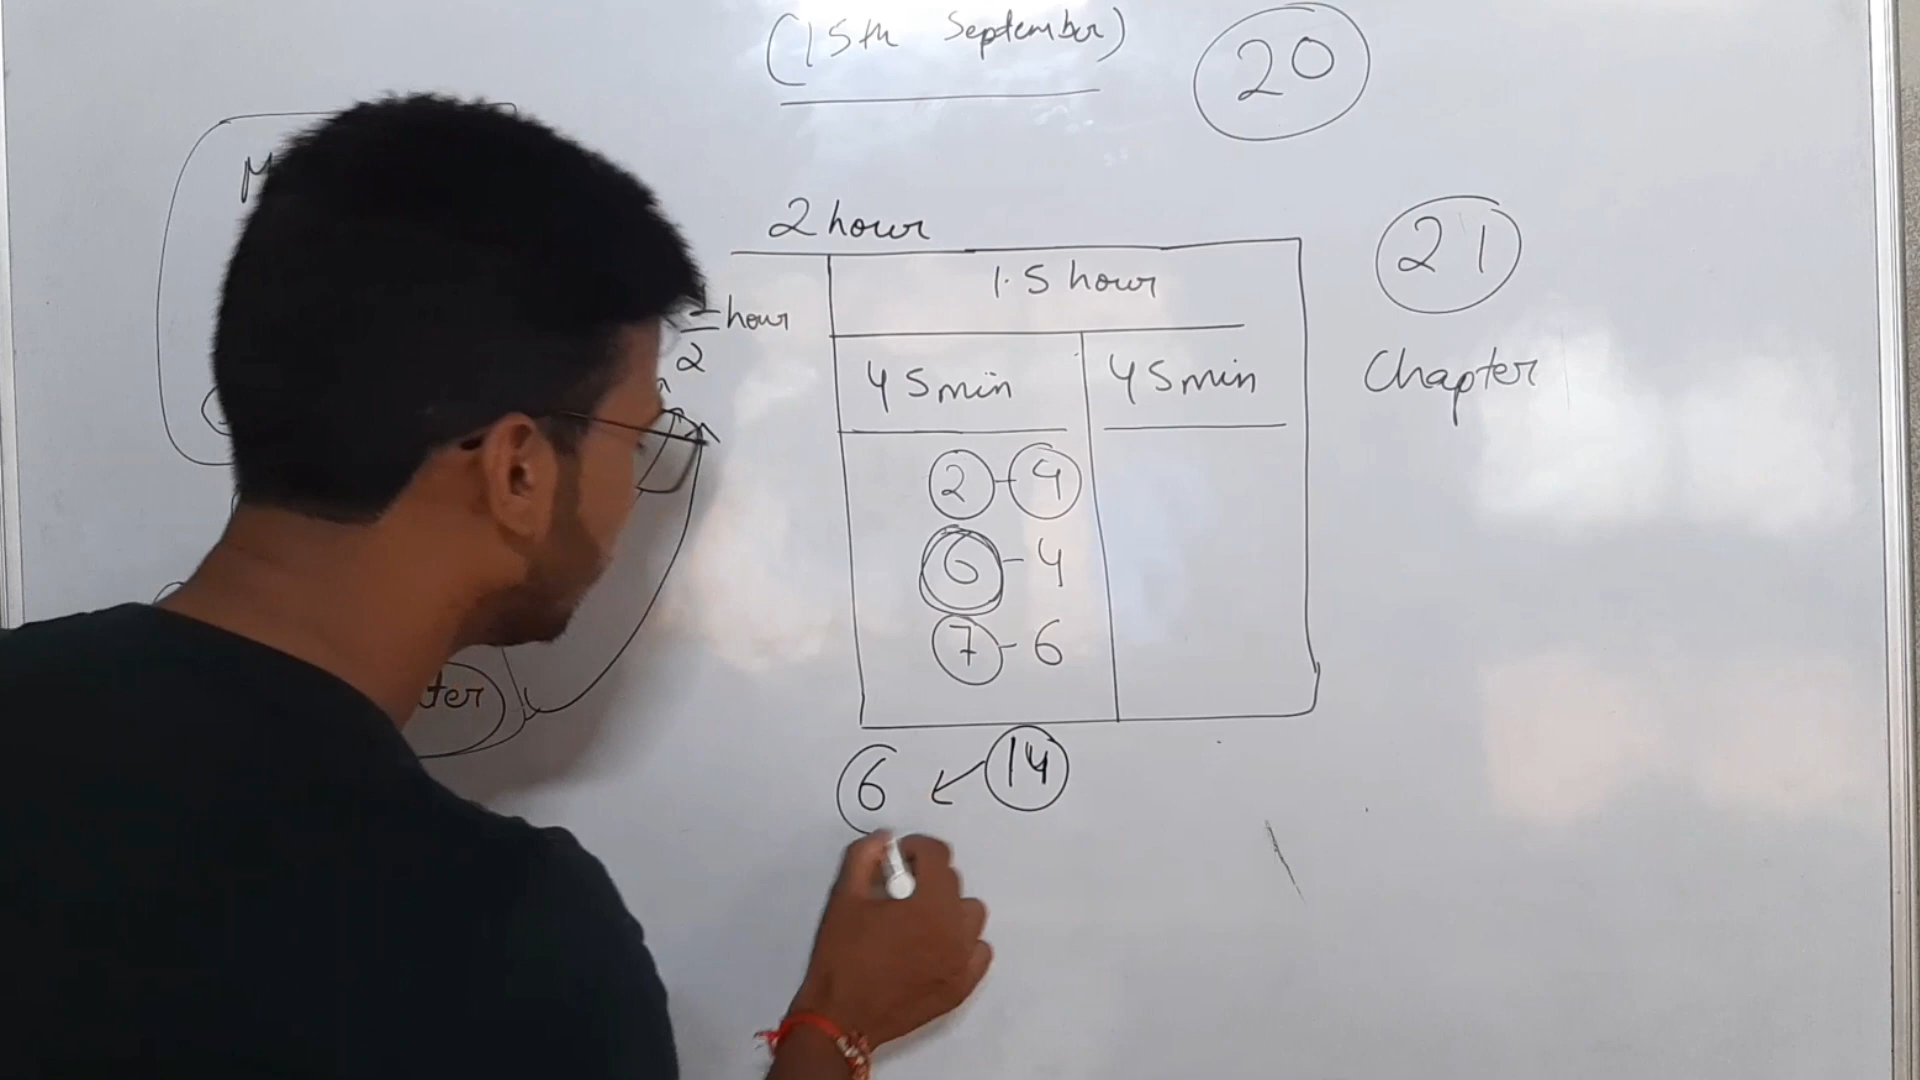 (15th September)
20
2 hour
21
1.5 hour
hour
2
45 min
45 min
Chapter
2 - 4
6 - 4
7 - 6
ter
6
14